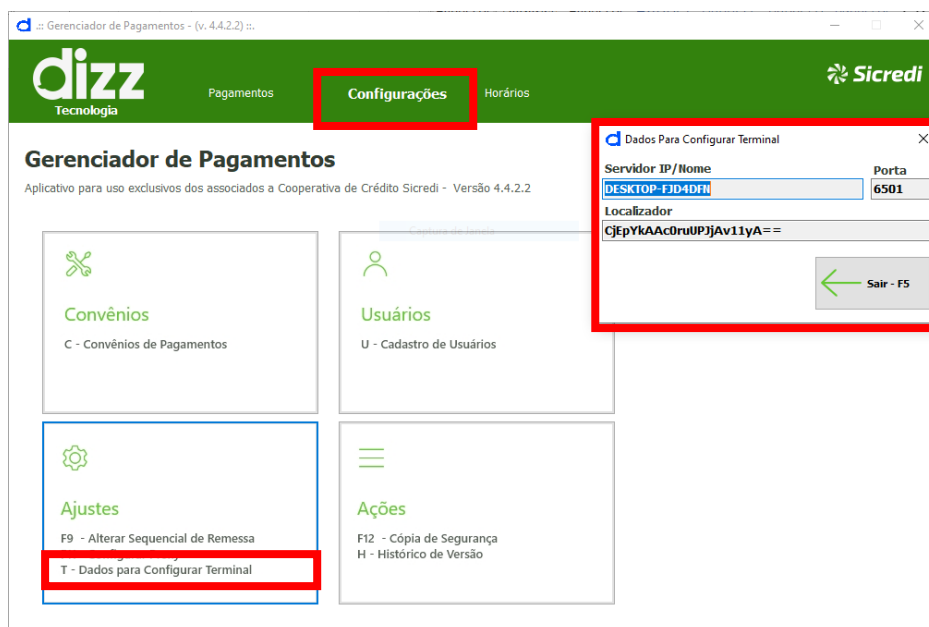 .:: Gerenciador de Pagamentos - (v. 4.4.2.2) ::.
dizz
Tecnologia
Pagamentos
Configurações
Horários
Sicredi
Gerenciador de Pagamentos
Aplicativo para uso exclusivos dos associados a Cooperativa de Crédito Sicredi - Versão 4.4.2.2
Captura de Janela
Dados Para Configurar Terminal
Servidor IP/Nome
Porta
DESKTOP-FJD4DFN
6501
Localizador
CjEpYkAAc0ruUPJjAv11yA==
Sair - F5
Convênios
C - Convênios de Pagamentos
Usuários
U - Cadastro de Usuários
Ajustes
F9 - Alterar Sequencial de Remessa
T - Dados para Configurar Terminal
Ações
F12 - Cópia de Segurança
H - Histórico de Versão